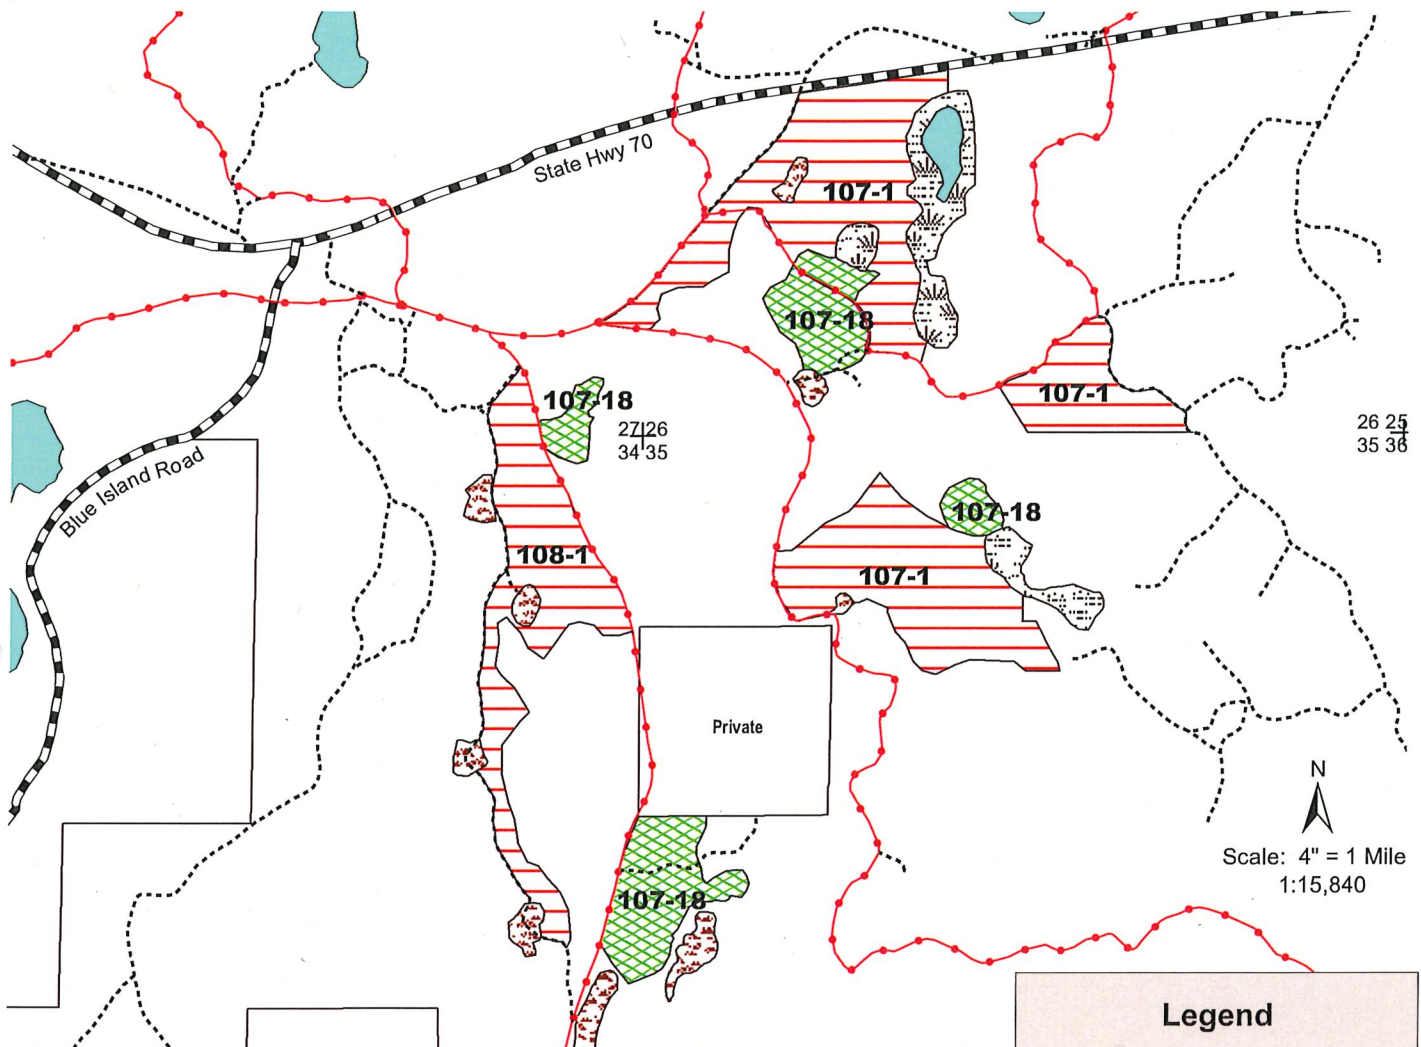 State Hwy 70
107-1
107-18
107-1
107-18
27 26
34 35
26 25
35 36
Blue Island Road
107-18
108-1
107-1
Private
N
Scale: 4" = 1 Mile
1:15,840
107-18
Legend